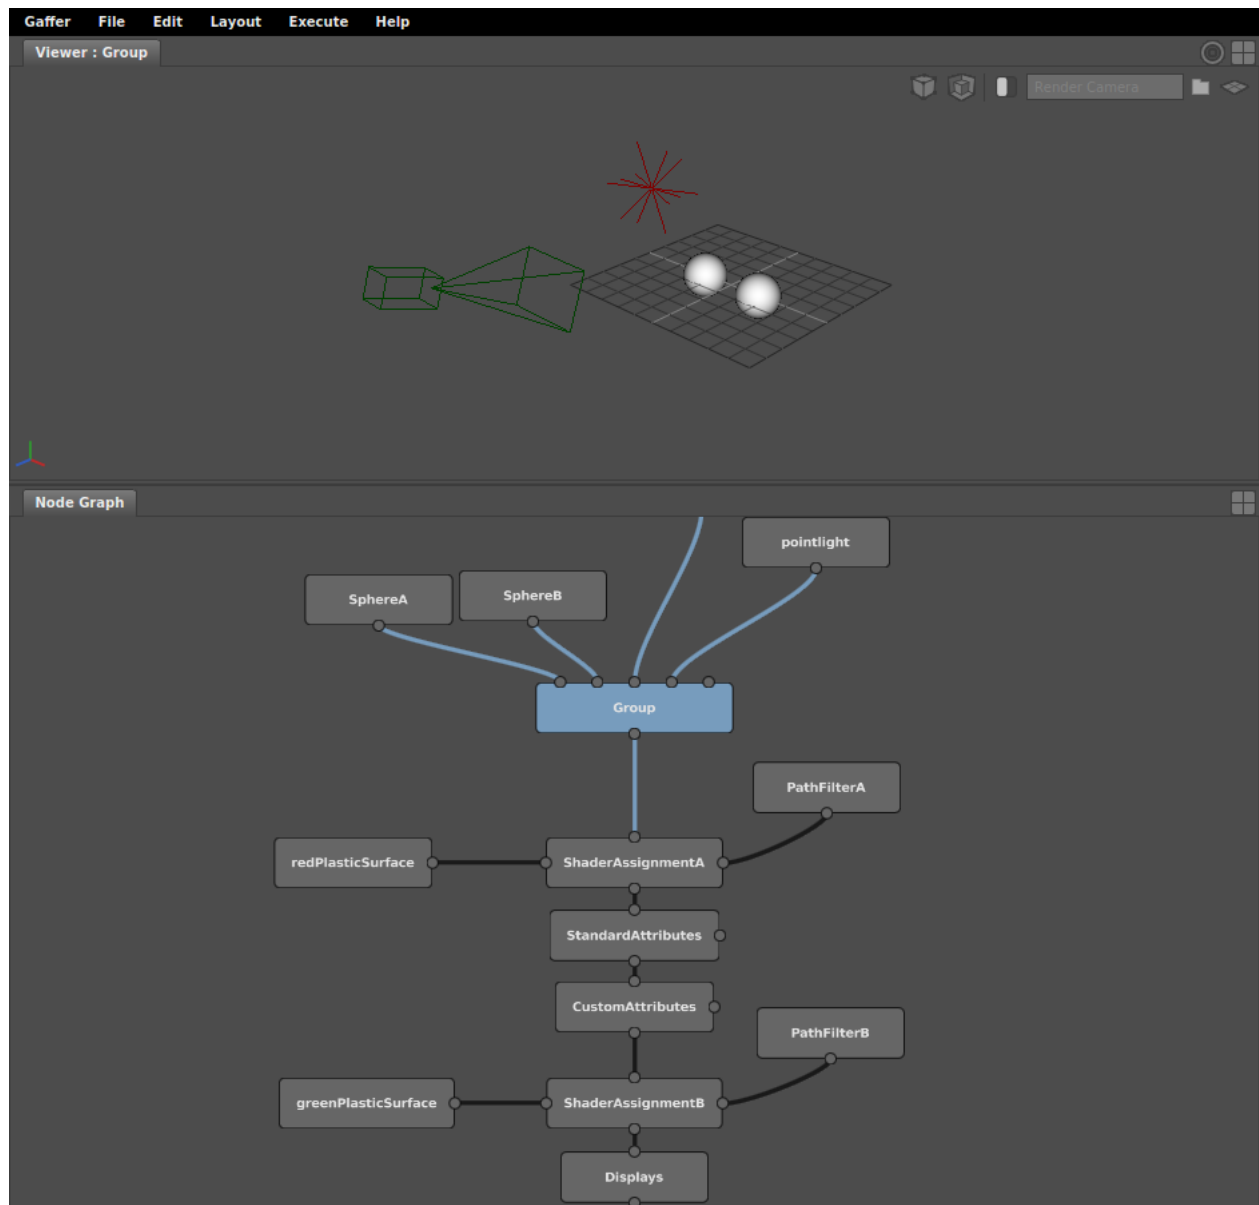 Gaffer File Edit Layout Execute Help
Viewer : Group
Render Camera
Node Graph
pointlight
SphereA
SphereB
Group
PathFilterA
redPlasticSurface
ShaderAssignmentA
StandardAttributes
CustomAttributes
PathFilterB
greenPlasticSurface
ShaderAssignmentB
Displays